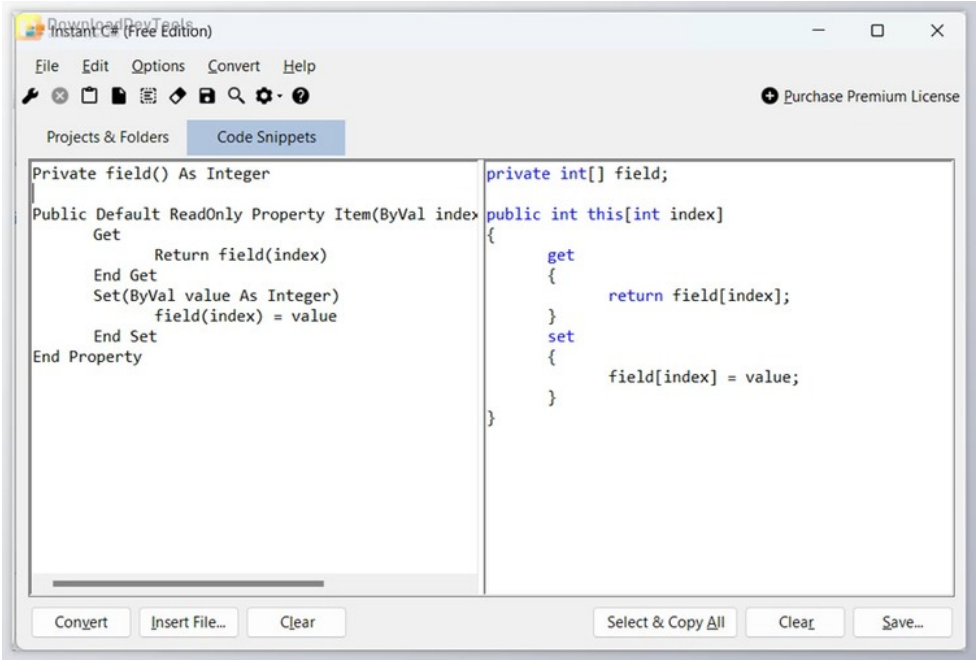 DownloadDevTools
Instant C# (Free Edition)
File Edit Options Convert Help
Purchase Premium License
Projects & Folders Code Snippets
Private field() As Integer
Public Default ReadOnly Property Item(ByVal index
Get
Return field(index)
End Get
Set(ByVal value As Integer)
field(index) = value
End Set
End Property
private int[] field;
public int this[int index]
{
get
{
return field[index];
}
set
{
field[index] = value;
}
}
Convert Insert File... Clear Select & Copy All Clear Save...